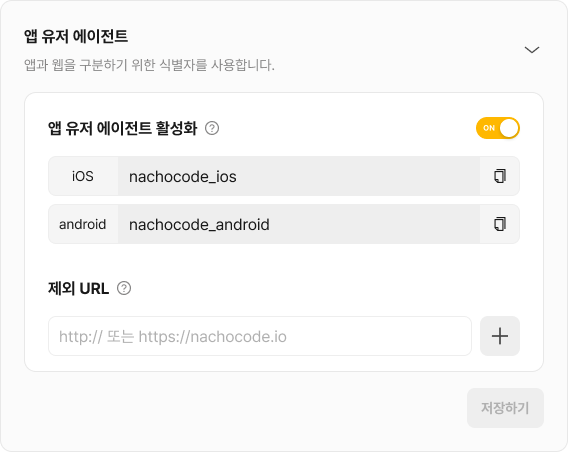 앱 유저 에이전트
앱과 웹을 구분하기 위한 식별자를 사용합니다.
앱 유저 에이전트 활성화 ?
ON
iOS nachocode_ios
android nachocode_android
제외 URL ?
http:// 또는 https://nachocode.io
저장하기